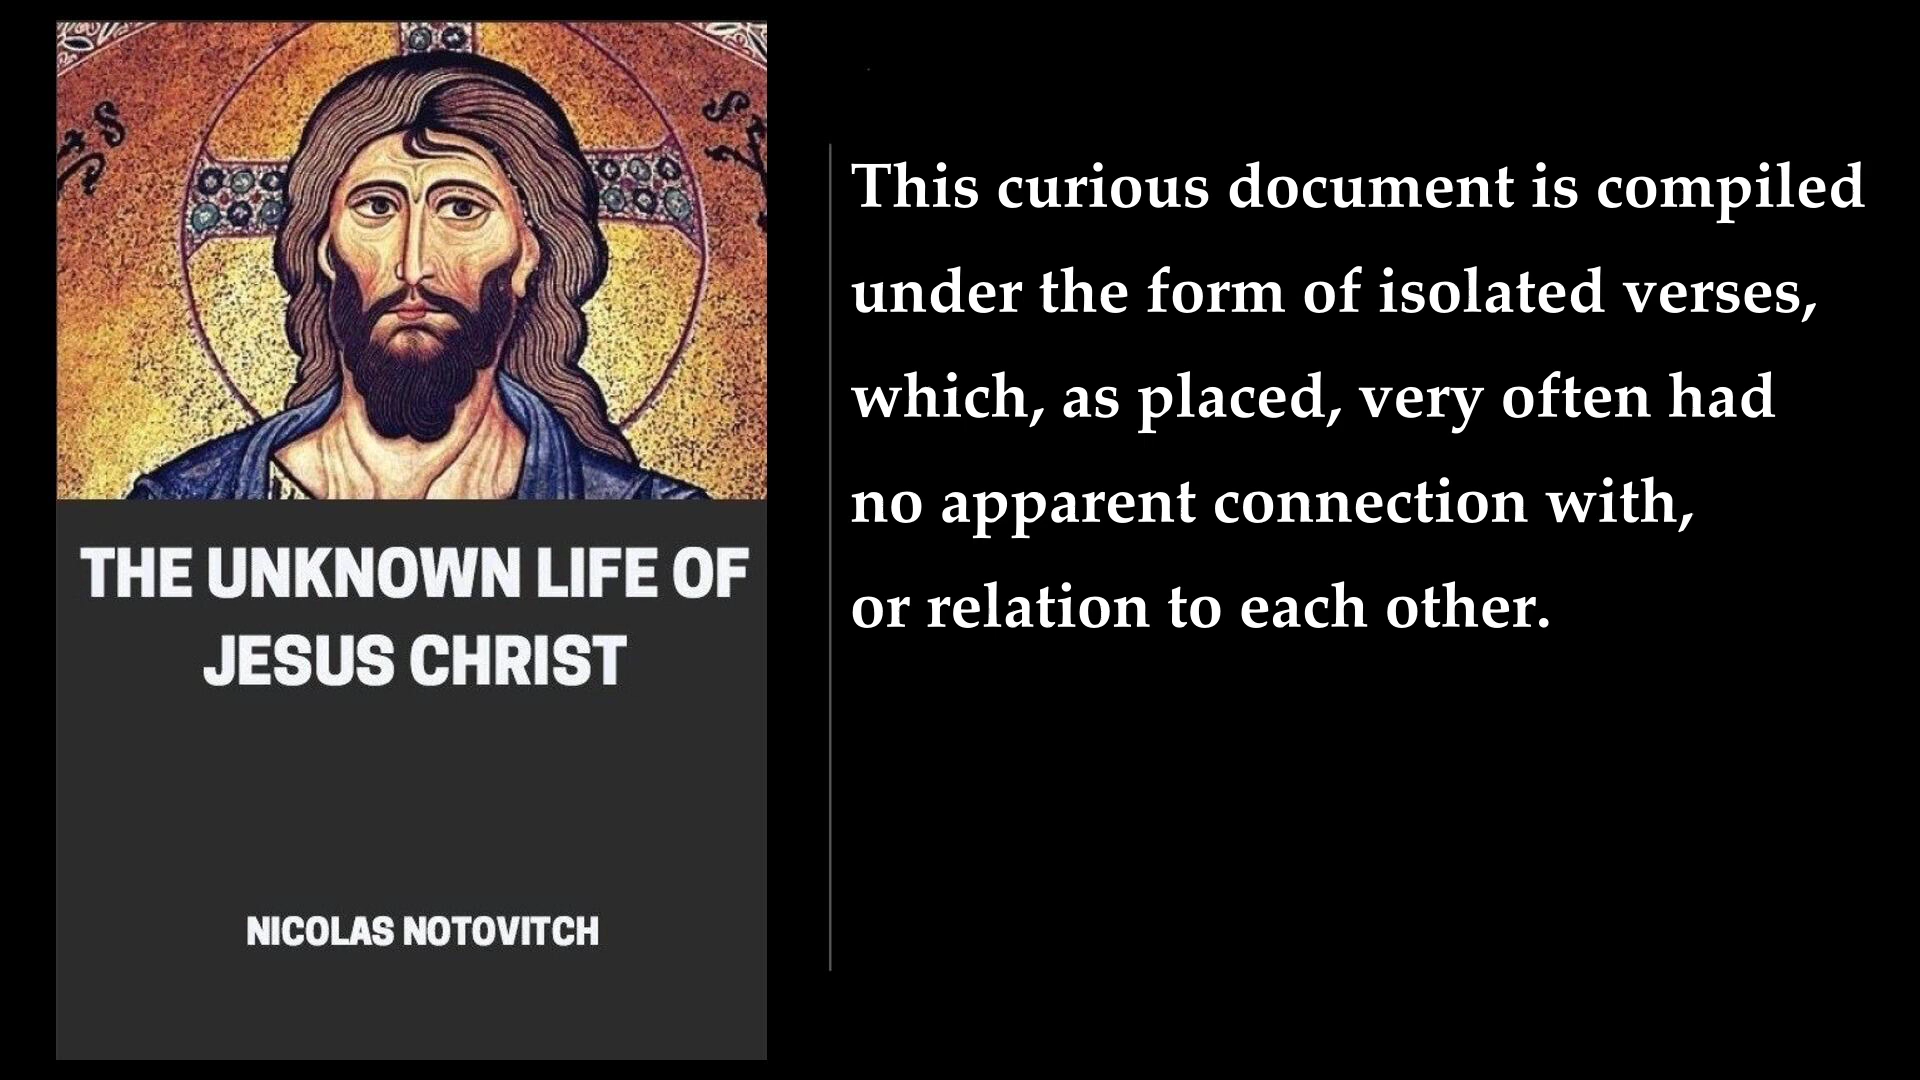 THE UNKNOWN LIFE OF
JESUS CHRIST
NICOLAS NOTOVITCH
This curious document is compiled
under the form of isolated verses,
which, as placed, very often had
no apparent connection with,
or relation to each other.